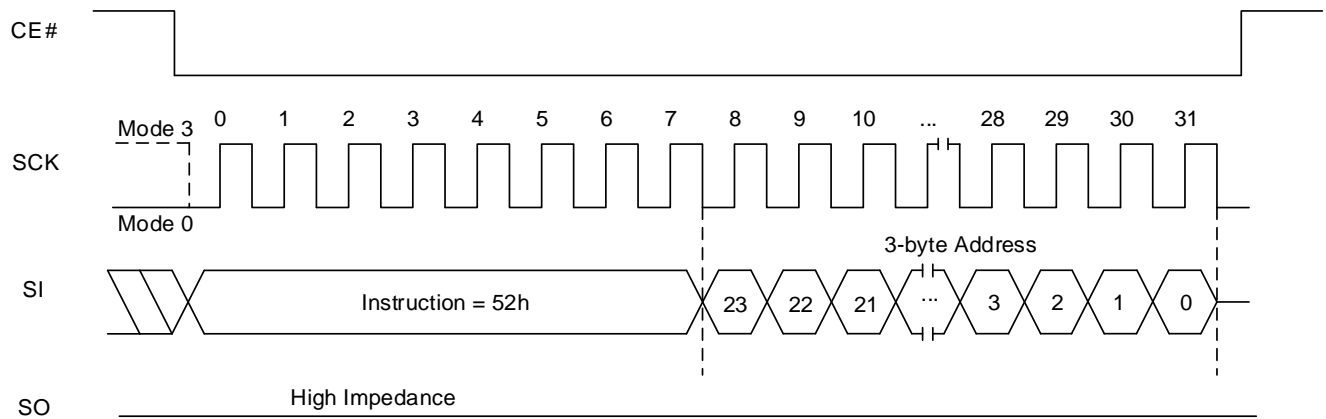 CE#
Mode 3 0 1 2 3 4 5 6 7 8 9 10 ... 28 29 30 31
SCK
Mode 0
3-byte Address
SI Instruction = 52h 23 22 21 ... 3 2 1 0
High Impedance
SO